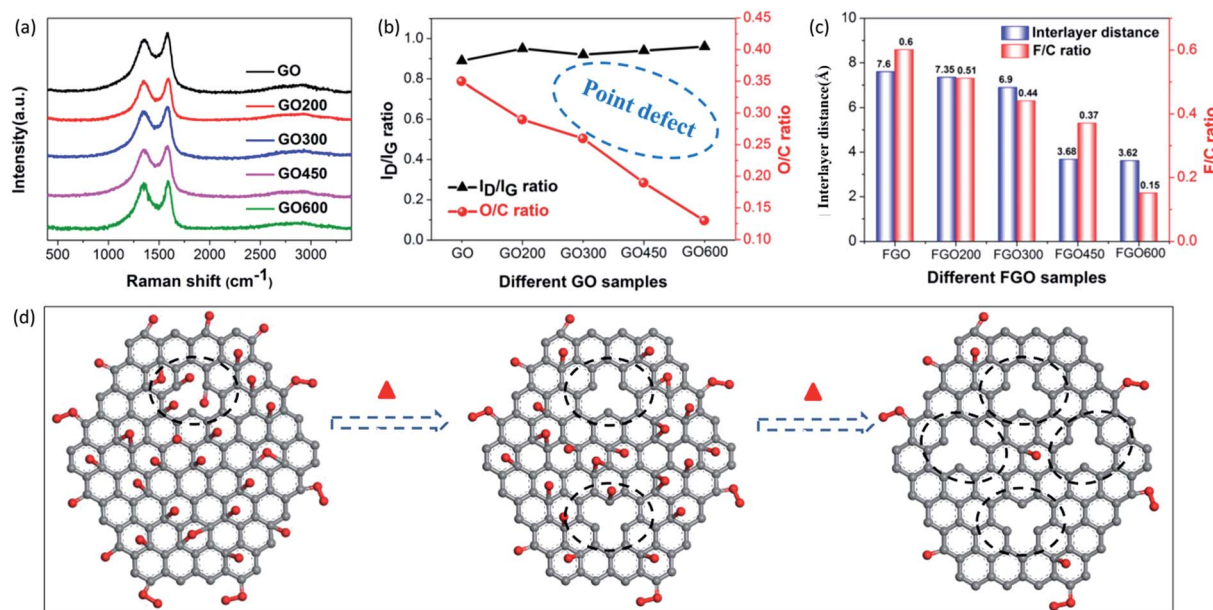 (a)
Intensity(a.u.)
GO
GO200
GO300
GO450
GO600
500 1000 1500 2000 2500 3000
Raman shift (cm-1)
(b)
ID/IG ratio
1.0
0.8
0.6
0.4
0.2
0.0
Point defect
ID/IG ratio
O/C ratio
0.45
0.40
0.35
0.30
0.25
0.20
0.15
0.10
O/C ratio
GO GO200 GO300 GO450 GO600
Different GO samples
(c)
Interlayer distance(Å)
10
8
6
4
2
0
Interlayer distance
F/C ratio
7.6 0.6
7.35 0.51
6.9 0.44
3.68 0.37
3.62 0.15
0.6
0.4
0.2
0.0
F/C ratio
FGO FGO200 FGO300 FGO450 FGO600
Different FGO samples
(d)